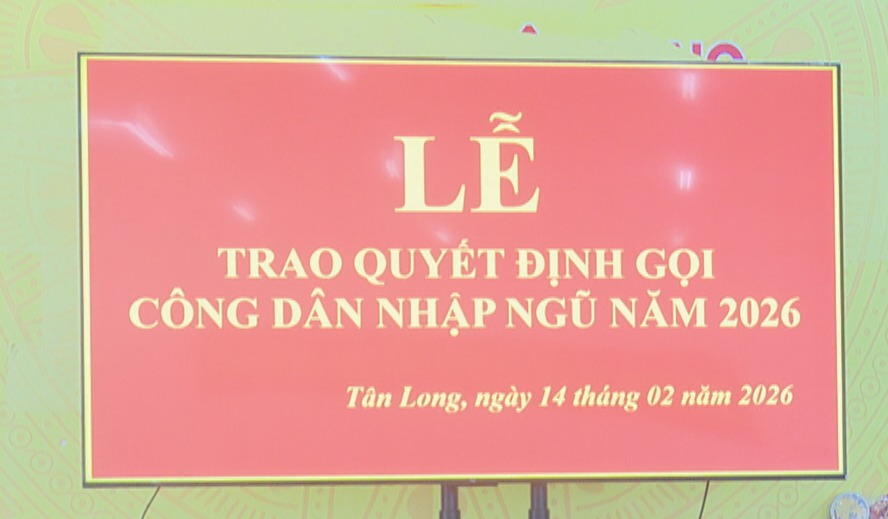 LỄ
TRAO QUYẾT ĐỊNH GỌI
CÔNG DÂN NHẬP NGŨ NĂM 2026
Tân Long, ngày 14 tháng 02 năm 2026